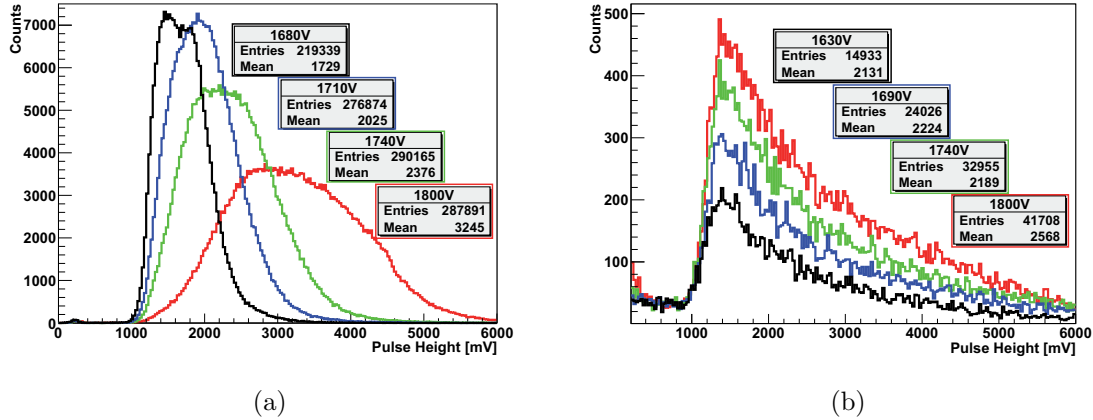 Counts
7000
6000
5000
4000
3000
2000
1000
0
0 1000 2000 3000 4000 5000 6000
Pulse Height [mV]
1680V
Entries 219339
Mean 1729
1710V
Entries 276874
Mean 2025
1740V
Entries 290165
Mean 2376
1800V
Entries 287891
Mean 3245
(a)
Counts
500
400
300
200
100
1000 2000 3000 4000 5000 6000
Pulse Height [mV]
1630V
Entries 14933
Mean 2131
1690V
Entries 24026
Mean 2224
1740V
Entries 32955
Mean 2189
1800V
Entries 41708
Mean 2568
(b)